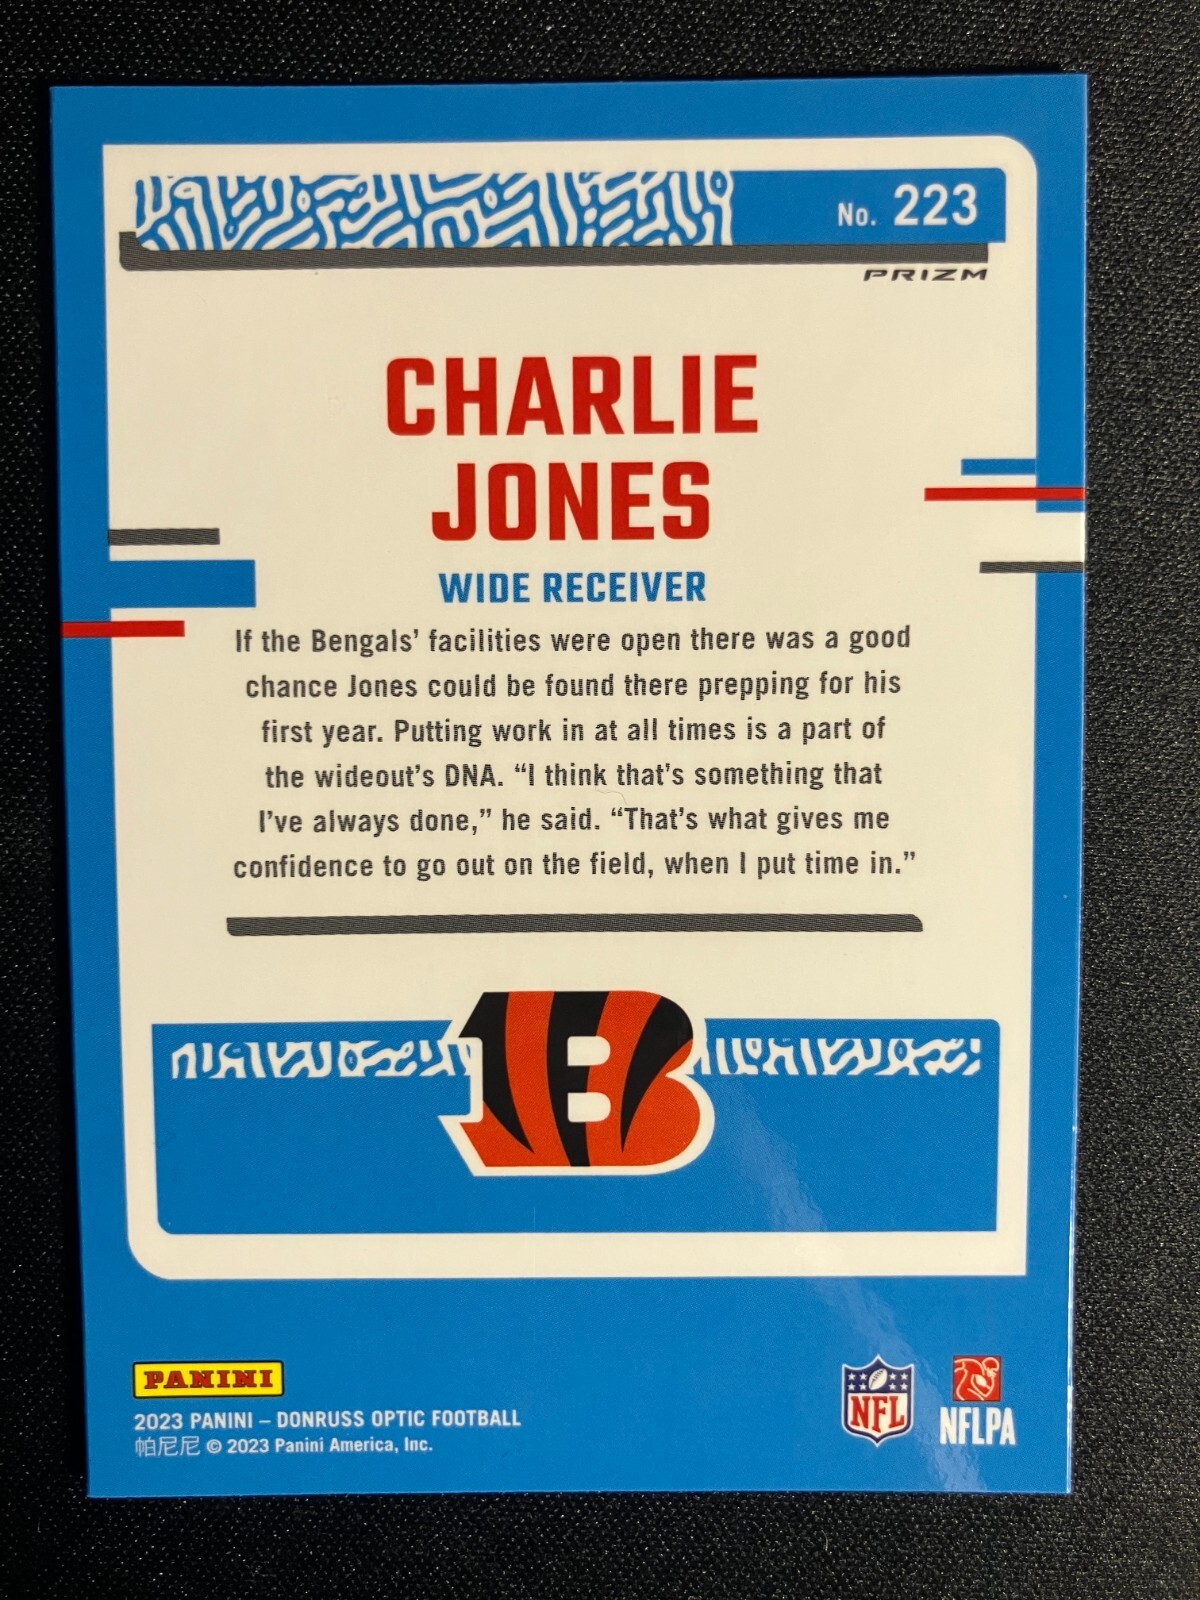 No. 223
PRIZM
CHARLIE
JONES
WIDE RECEIVER
If the Bengals’ facilities were open there was a good
chance Jones could be found there prepping for his
first year. Putting work in at all times is a part of
the wideout’s DNA. “I think that’s something that
I’ve always done,” he said. “That’s what gives me
confidence to go out on the field, when I put time in.”
B
PANINI
2023 PANINI – DONRUSS OPTIC FOOTBALL
帕尼尼 © 2023 Panini America, Inc.
NFL
NFLPA